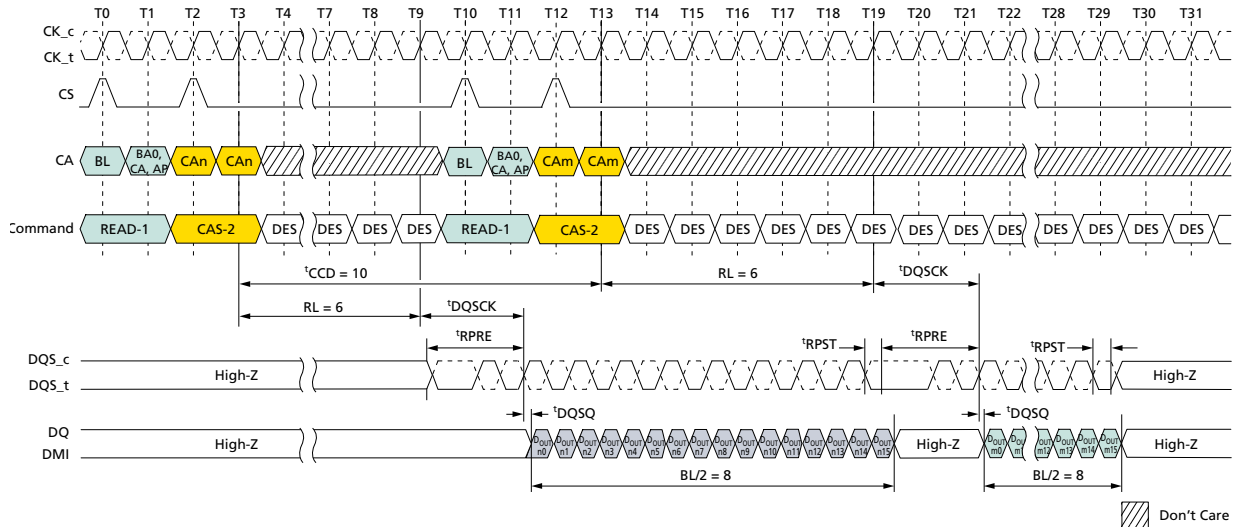 T0 T1 T2 T3 T4 T7 T8 T9 T10 T11 T12 T13 T14 T15 T16 T17 T18 T19 T20 T21 T22 T28 T29 T30 T31
CK_c
CK_t
CS
CA BL BA0, CA, AP CAn CAn BL BA0, CA, AP CAm CAm
Command READ-1 CAS-2 DES DES DES DES READ-1 CAS-2 DES DES DES DES DES DES DES DES DES DES DES DES DES
tCCD = 10 RL = 6 tDQSCK
RL = 6 tDQSCK
tRPRE tRPST tRPRE tRPST
DQS_c
DQS_t High-Z High-Z
tDQSQ tDQSQ
DQ
DMI High-Z DOUT n0 DOUT n1 DOUT n2 DOUT n3 DOUT n4 DOUT n5 DOUT n6 DOUT n7 DOUT n8 DOUT n9 DOUT n10 DOUT n11 DOUT n12 DOUT n13 DOUT n14 DOUT n15 High-Z DOUT m0 DOUT m1 DOUT m12 DOUT m13 DOUT m14 DOUT m15 High-Z
BL/2 = 8 BL/2 = 8
Don't Care